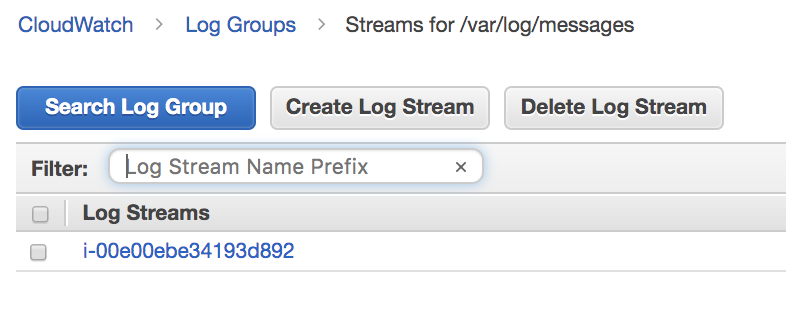 CloudWatch > Log Groups > Streams for /var/log/messages
Search Log Group Create Log Stream Delete Log Stream
Filter: Log Stream Name Prefix ×
Log Streams
i-00e00ebe34193d892